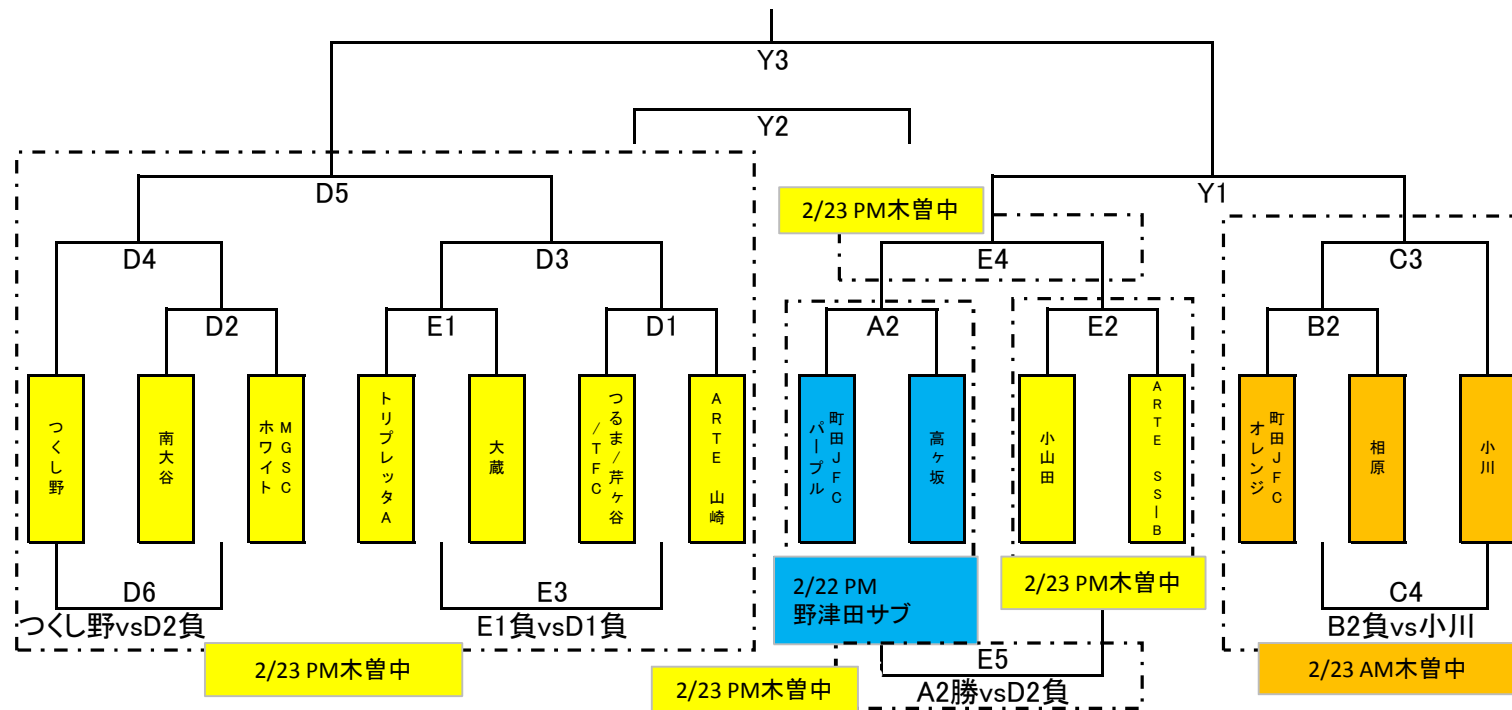 Y3
Y2
D5
Y1
2/23 PM木曽中
D4
D3
E4
C3
D2
E1
D1
A2
E2
B2
つくし野
南大谷
MGSC
ホワイト
トリプレッタA
大蔵
つるま/芹ヶ谷
/TFC
ARTE 山崎
町田JFC
パープル
高ヶ坂
小山田
ARTE SSⅠB
町田JFC
オレンジ
相原
小川
D6
つくし野vsD2負
E3
E1負vsD1負
2/22 PM
野津田サブ
2/23 PM木曽中
C4
B2負vs小川
2/23 PM木曽中
2/23 PM木曽中
E5
A2勝vsD2負
2/23 AM木曽中